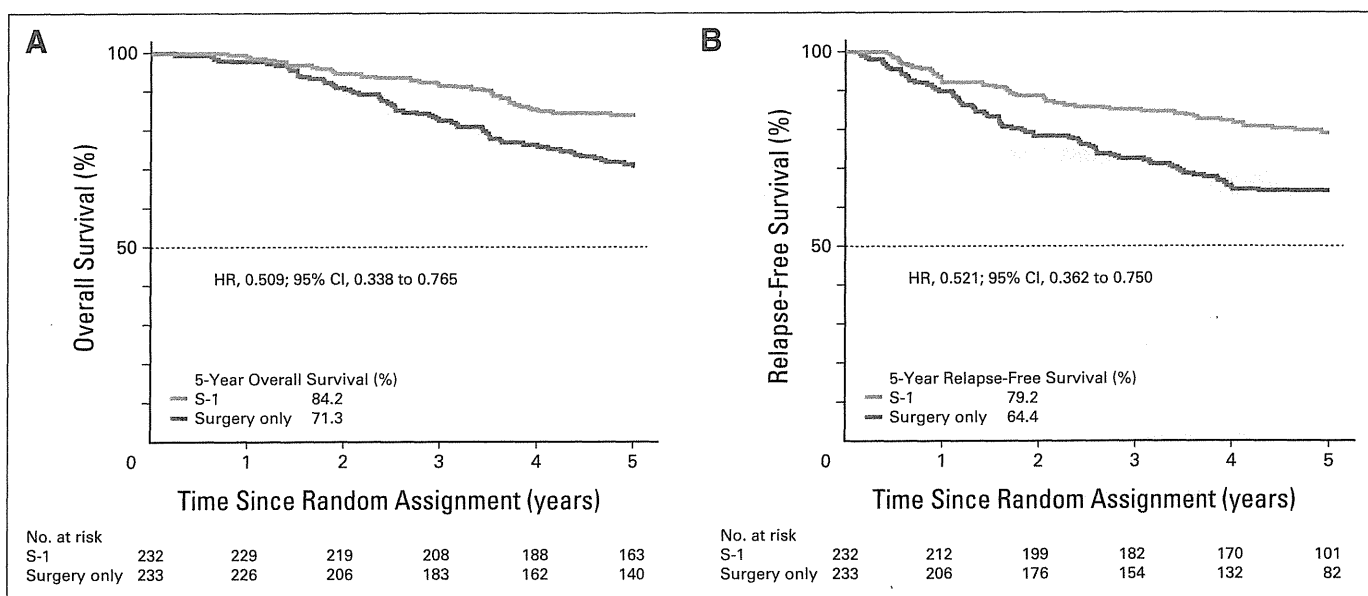 A
100
50
0
Overall Survival (%)
HR, 0.509; 95% CI, 0.338 to 0.765
5-Year Overall Survival (%)
S-1 84.2
Surgery only 71.3
1 2 3 4 5
Time Since Random Assignment (years)
No. at risk
S-1 232 229 219 208 188 163
Surgery only 233 226 206 183 162 140
B
100
50
0
Relapse-Free Survival (%)
HR, 0.521; 95% CI, 0.362 to 0.750
5-Year Relapse-Free Survival (%)
S-1 79.2
Surgery only 64.4
1 2 3 4 5
Time Since Random Assignment (years)
No. at risk
S-1 232 212 199 182 170 101
Surgery only 233 206 176 154 132 82